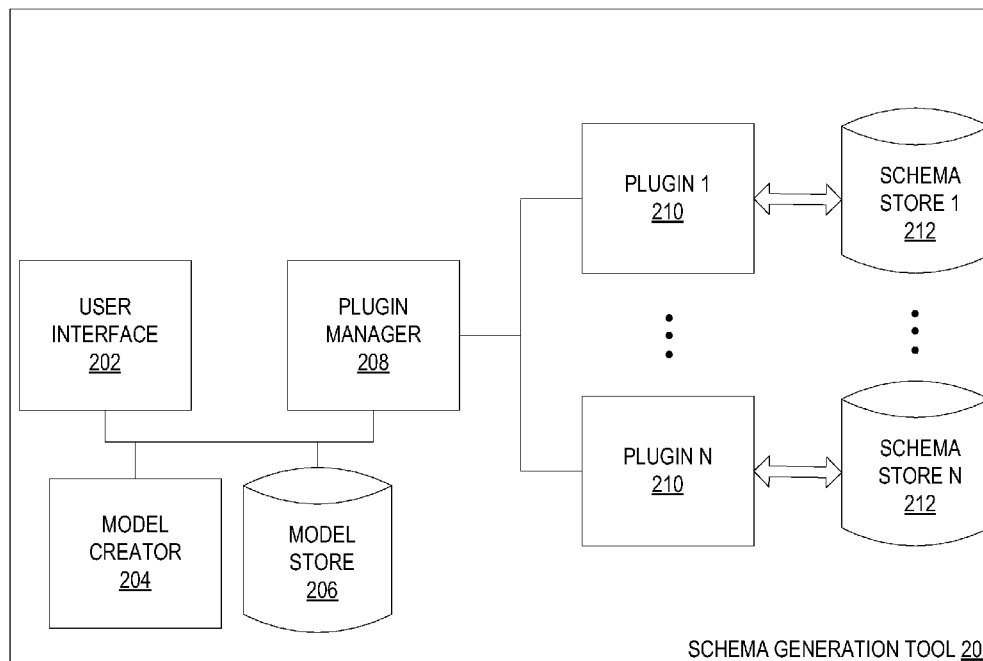 PLUGIN 1
210
SCHEMA
STORE 1
212
USER
INTERFACE
202
PLUGIN
MANAGER
208
PLUGIN N
210
SCHEMA
STORE N
212
MODEL
CREATOR
204
MODEL
STORE
206
SCHEMA GENERATION TOOL 20